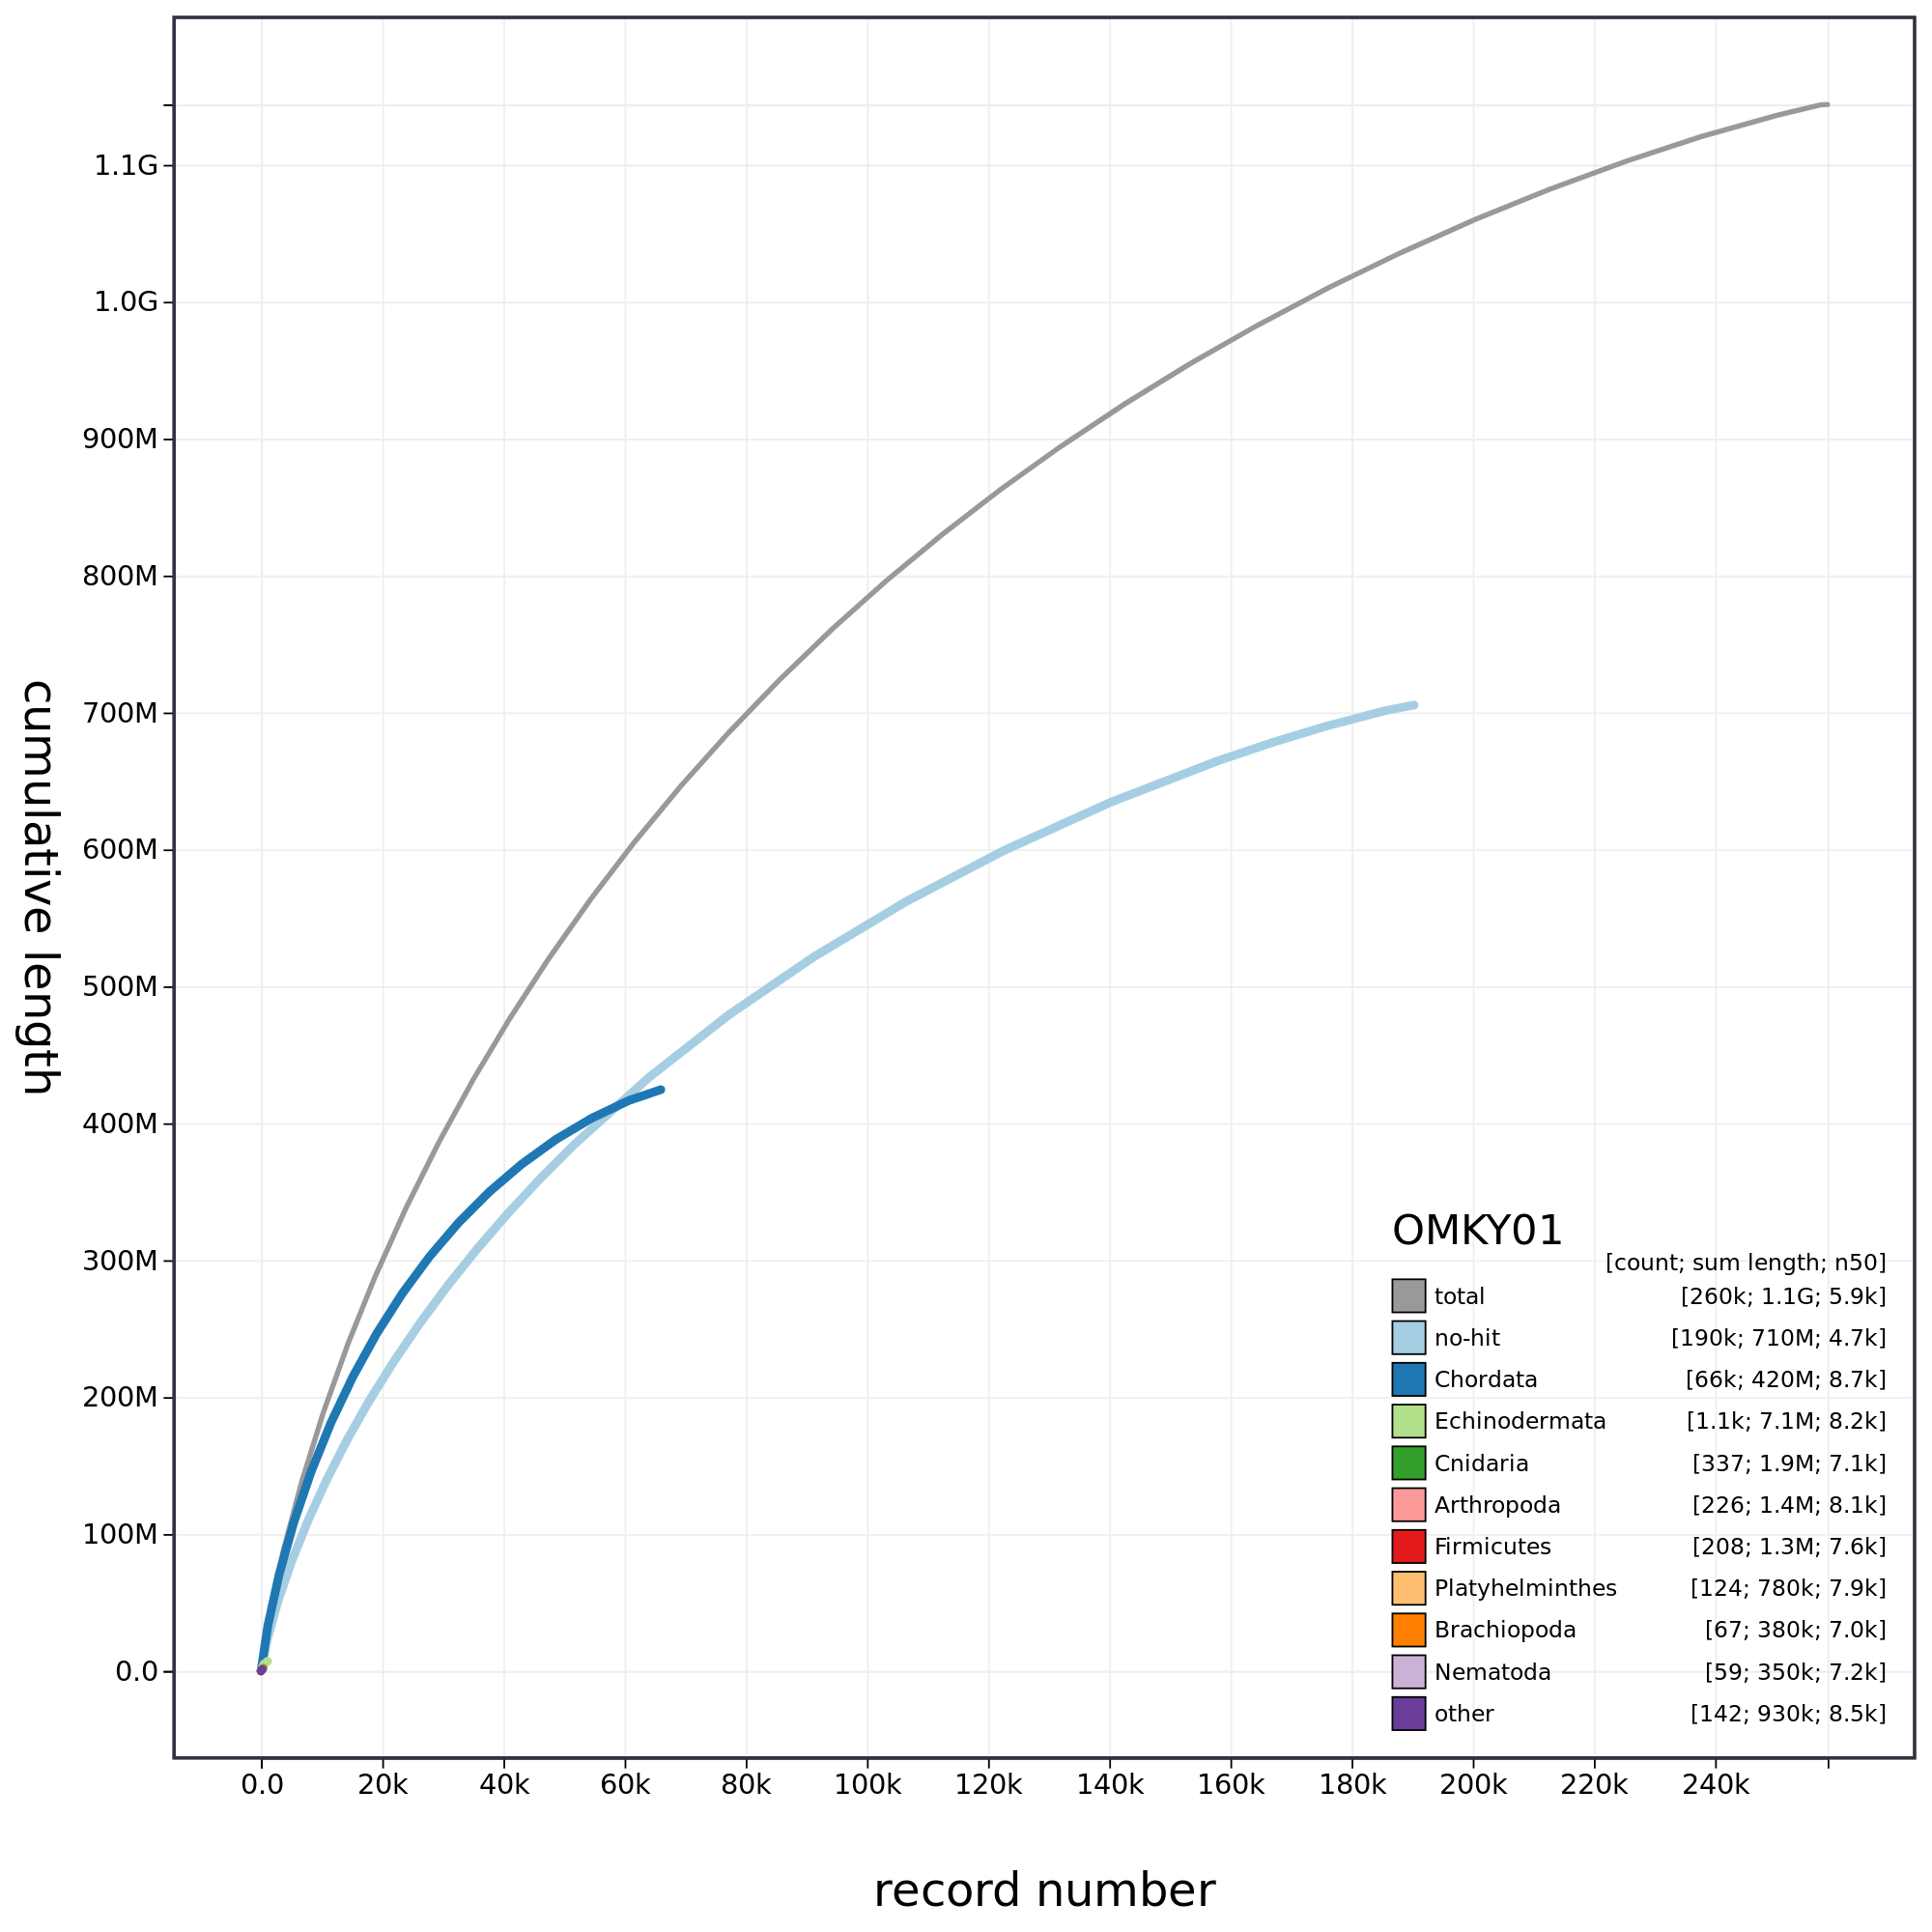 1.1G
1.0G
900M
800M
700M
600M
500M
400M
300M
200M
100M
0.0
cumulative length
OMKY01
[count; sum length; n50]
total [260k; 1.1G; 5.9k]
no-hit [190k; 710M; 4.7k]
Chordata [66k; 420M; 8.7k]
Echinodermata [1.1k; 7.1M; 8.2k]
Cnidaria [337; 1.9M; 7.1k]
Arthropoda [226; 1.4M; 8.1k]
Firmicutes [208; 1.3M; 7.6k]
Platyhelminthes [124; 780k; 7.9k]
Brachiopoda [67; 380k; 7.0k]
Nematoda [59; 350k; 7.2k]
other [142; 930k; 8.5k]
0.0 20k 40k 60k 80k 100k 120k 140k 160k 180k 200k 220k 240k
record number